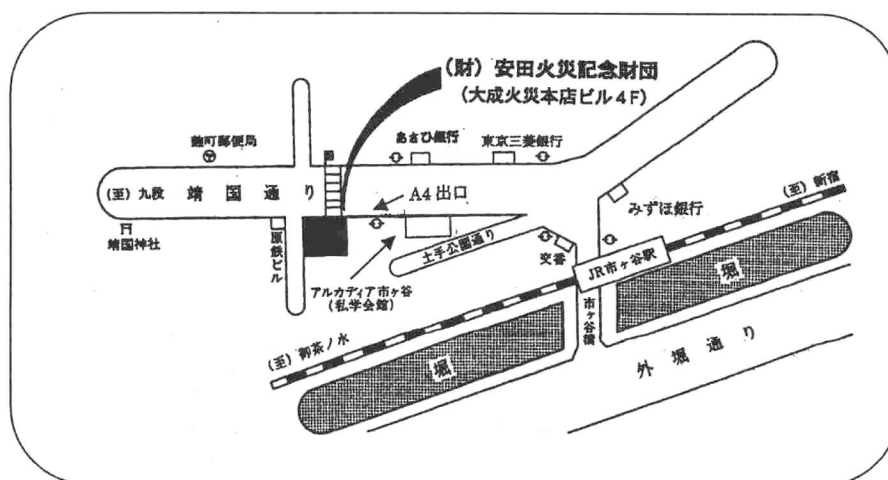 (財) 安田火災記念財団
(大成火災本店ビル4F)
麴町郵便局
あさひ銀行
東京三菱銀行
(至) 九段
靖国通り
A4出口
みずほ銀行
(至) 新宿
靖国神社
原鉄ビル
土手公園通り
交番
JR市ヶ谷駅
堀
アルカディア市ヶ谷
(私学会館)
市ヶ谷橋
(至) 御茶ノ水
堀
外堀通り